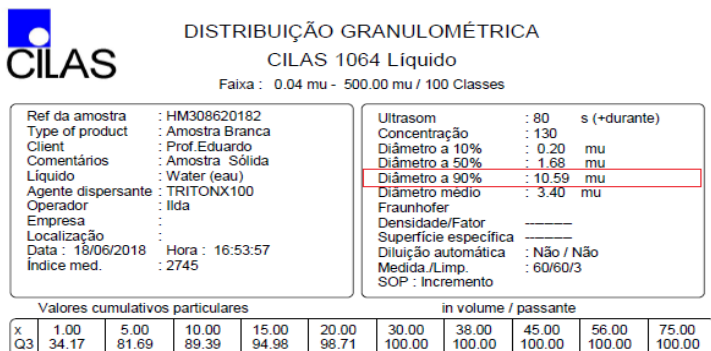 CILAS
DISTRIBUIÇÃO GRANULOMÉTRICA
CILAS 1064 Líquido
Faixa : 0.04 mu - 500.00 mu / 100 Classes
Ref da amostra : HM308620182
Type of product : Amostra Branca
Client : Prof.Eduardo
Comentários : Amostra Sólida
Líquido : Water (eau)
Agente dispersante : TRITONX100
Operador : Ilda
Empresa :
Localização :
Data : 18/06/2018 Hora : 16:53:57
Índice med. : 2745
Ultrasom : 80 s (+durante)
Concentração : 130
Diâmetro a 10% : 0.20 mu
Diâmetro a 50% : 1.68 mu
Diâmetro a 90% : 10.59 mu
Diâmetro médio : 3.40 mu
Fraunhofer
Densidade/Fator ----------
Superfície específica ----------
Diluição automática : Não / Não
Medida./Limp. : 60/60/3
SOP : Incremento
Valores cumulativos particulares in volume / passante
x 1.00 5.00 10.00 15.00 20.00 30.00 38.00 45.00 56.00 75.00
Q3 34.17 81.69 89.39 94.98 98.71 100.00 100.00 100.00 100.00 100.00